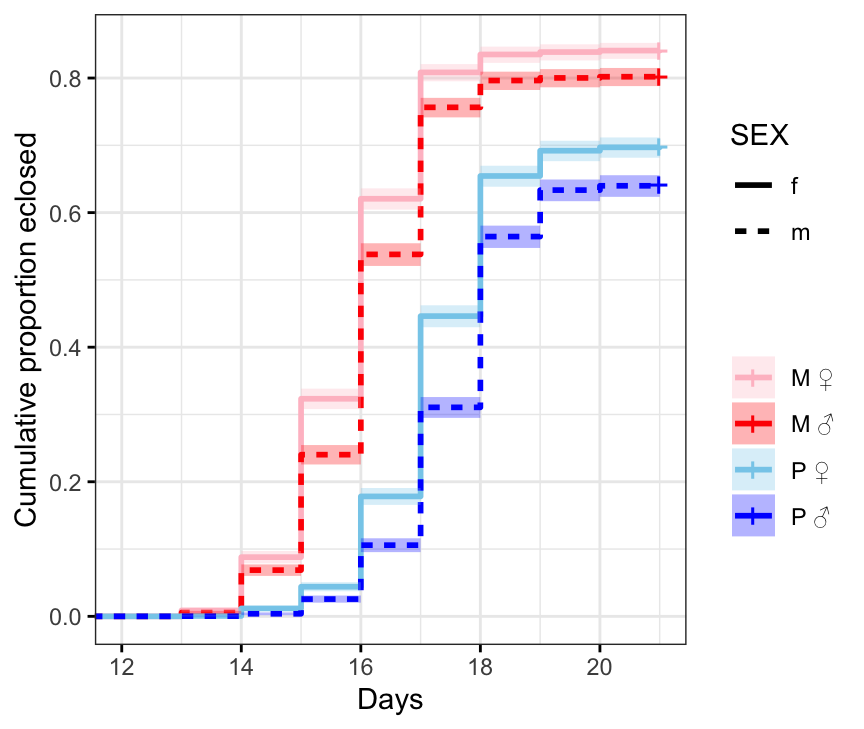 Cumulative proportion eclosed
0.8
0.6
0.4
0.2
0.0
12 14 16 18 20
Days
SEX
f
m
M ♀
M ♂
P ♀
P ♂